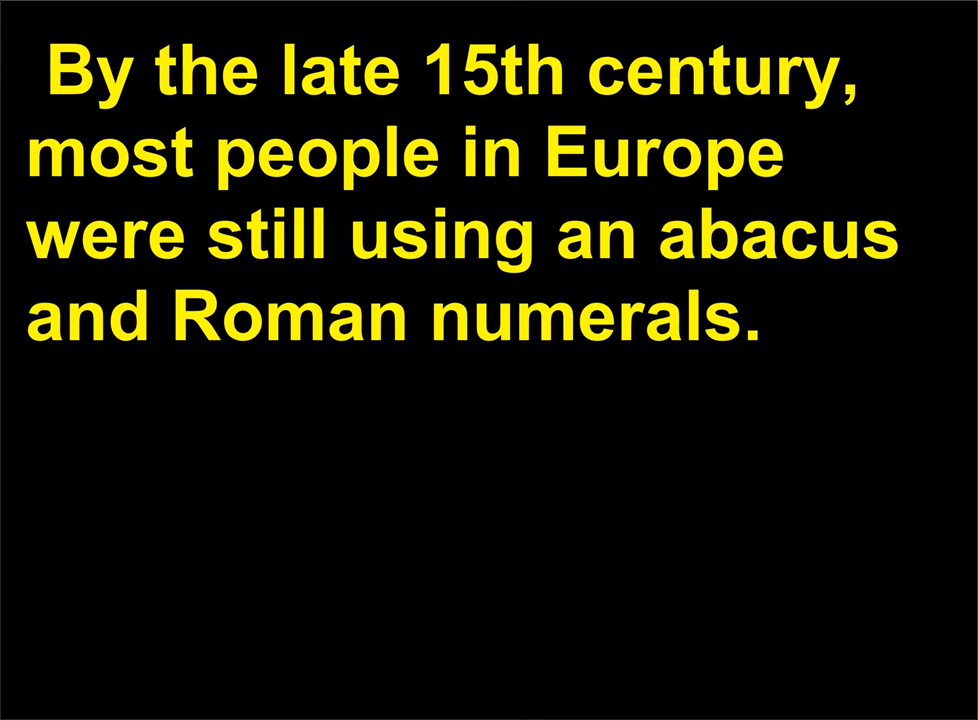 By the late 15th century,
most people in Europe
were still using an abacus
and Roman numerals.